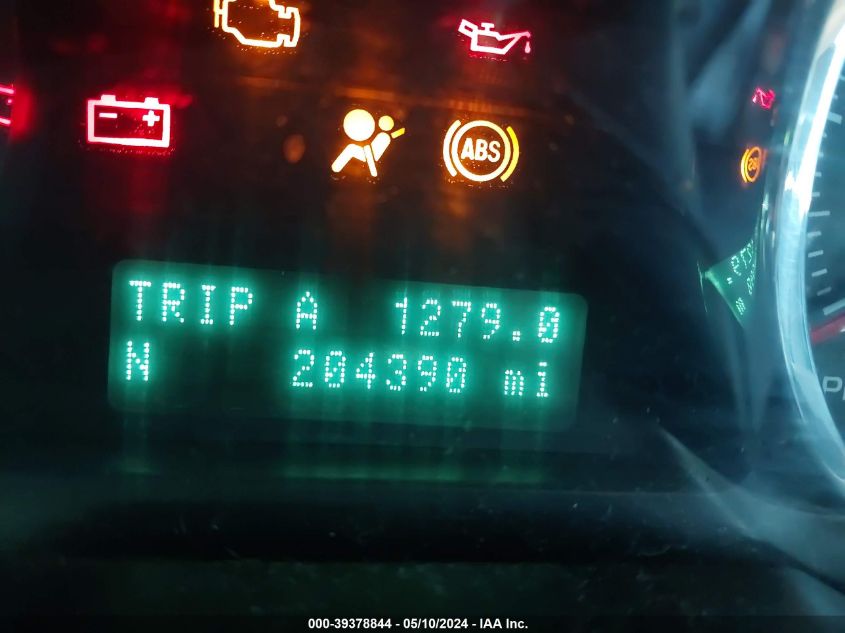 ABS
TRIP A 1279.0
N 204390 mi
000-39378844 - 05/10/2024 - IAA Inc.